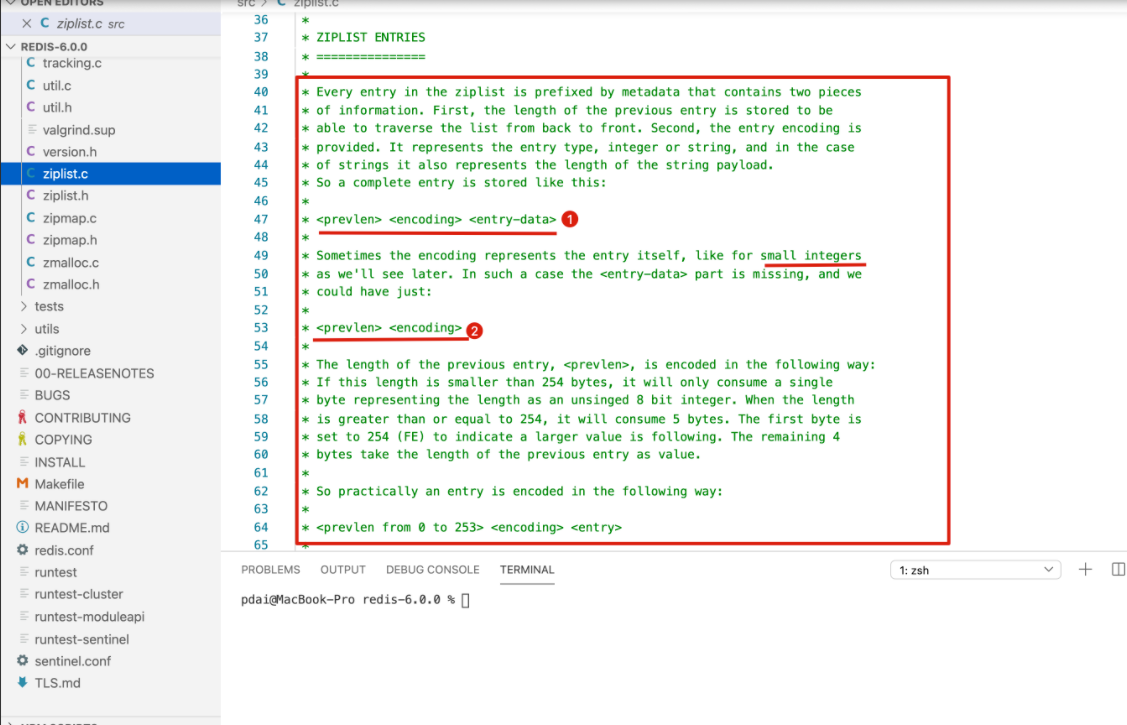 OPEN EDITORS
ziplist.c src
REDIS-6.0.0
tracking.c
util.c
util.h
valgrind.sup
version.h
ziplist.c
ziplist.h
zipmap.c
zipmap.h
zmalloc.c
zmalloc.h
tests
utils
.gitignore
00-RELEASENOTES
BUGS
CONTRIBUTING
COPYING
INSTALL
Makefile
MANIFESTO
README.md
redis.conf
runtest
runtest-cluster
runtest-moduleapi
runtest-sentinel
sentinel.conf
TLS.md
src > C ziplist.c
36 *
37 * ZIPLIST ENTRIES
38 * ===============
39 *
40 * Every entry in the ziplist is prefixed by metadata that contains two pieces
41 * of information. First, the length of the previous entry is stored to be
42 * able to traverse the list from back to front. Second, the entry encoding is
43 * provided. It represents the entry type, integer or string, and in the case
44 * of strings it also represents the length of the string payload.
45 * So a complete entry is stored like this:
46 *
47 * <prevlen> <encoding> <entry-data> 1
48 *
49 * Sometimes the encoding represents the entry itself, like for small integers
50 * as we'll see later. In such a case the <entry-data> part is missing, and we
51 * could have just:
52 *
53 * <prevlen> <encoding> 2
54 *
55 * The length of the previous entry, <prevlen>, is encoded in the following way:
56 * If this length is smaller than 254 bytes, it will only consume a single
57 * byte representing the length as an unsinged 8 bit integer. When the length
58 * is greater than or equal to 254, it will consume 5 bytes. The first byte is
59 * set to 254 (FE) to indicate a larger value is following. The remaining 4
60 * bytes take the length of the previous entry as value.
61 *
62 * So practically an entry is encoded in the following way:
63 *
64 * <prevlen from 0 to 253> <encoding> <entry>
65 *
PROBLEMS OUTPUT DEBUG CONSOLE TERMINAL 1: zsh
pdai@MacBook-Pro redis-6.0.0 %